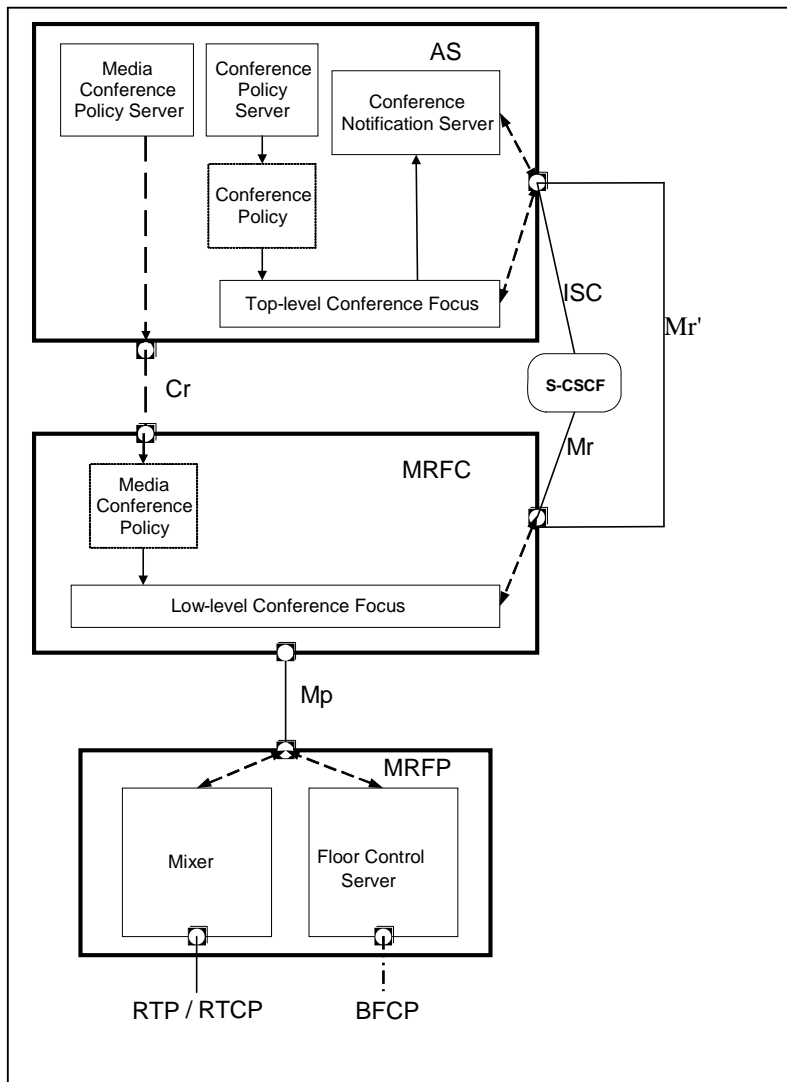 AS
Media
Conference
Policy Server
Conference
Policy
Server
Conference
Notification Server
Conference
Policy
Top-level Conference Focus
ISC
Mr'
S-CSCF
Cr
Mr
MRFC
Media
Conference
Policy
Low-level Conference Focus
Mp
MRFP
Mixer
Floor Control
Server
RTP / RTCP
BFCP